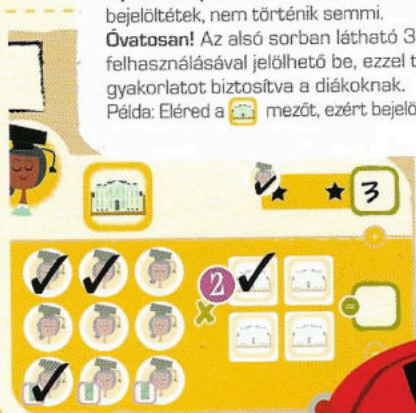 bejelöltétek, nem történik semmi.
Óvatosan! Az alsó sorban látható 3
felhasználásával jelölhető be, ezzel
gyakorlatot biztosítva a diákoknak.
Példa: Eléred a mezőt, ezért bejelö
3
2
X
=